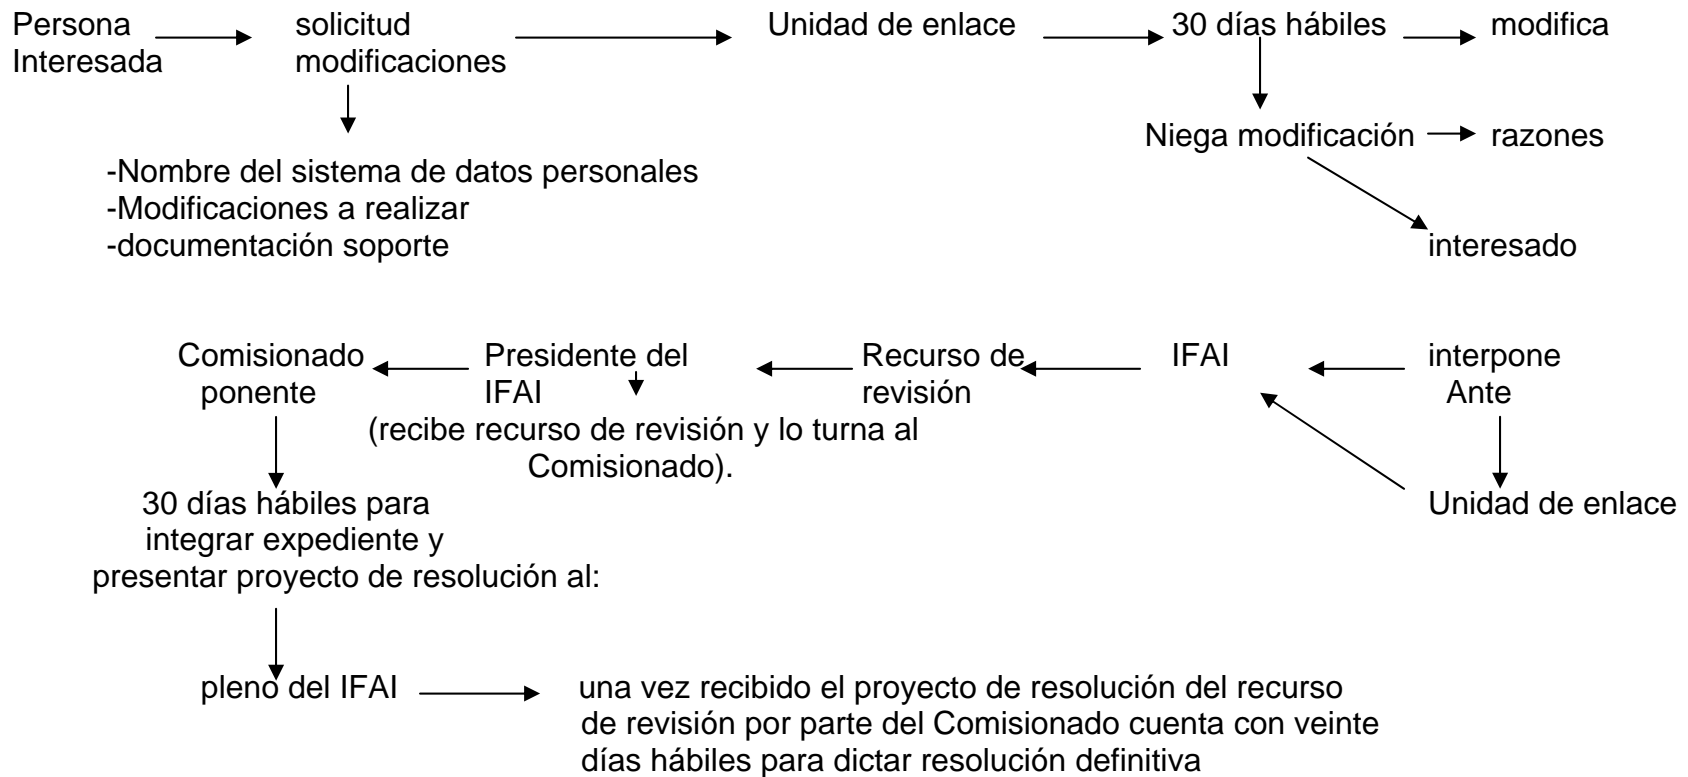 Persona
Interesada
solicitud
modificaciones
Unidad de enlace
30 días hábiles
modifica
Niega modificación
razones
-Nombre del sistema de datos personales
-Modificaciones a realizar
-documentación soporte
interesado
Comisionado
ponente
Presidente del
IFAI
Recurso de
revisión
IFAI
interpone
Ante
(recibe recurso de revisión y lo turna al
Comisionado).
Unidad de enlace
30 días hábiles para
integrar expediente y
presentar proyecto de resolución al:
pleno del IFAI
una vez recibido el proyecto de resolución del recurso
de revisión por parte del Comisionado cuenta con veinte
días hábiles para dictar resolución definitiva